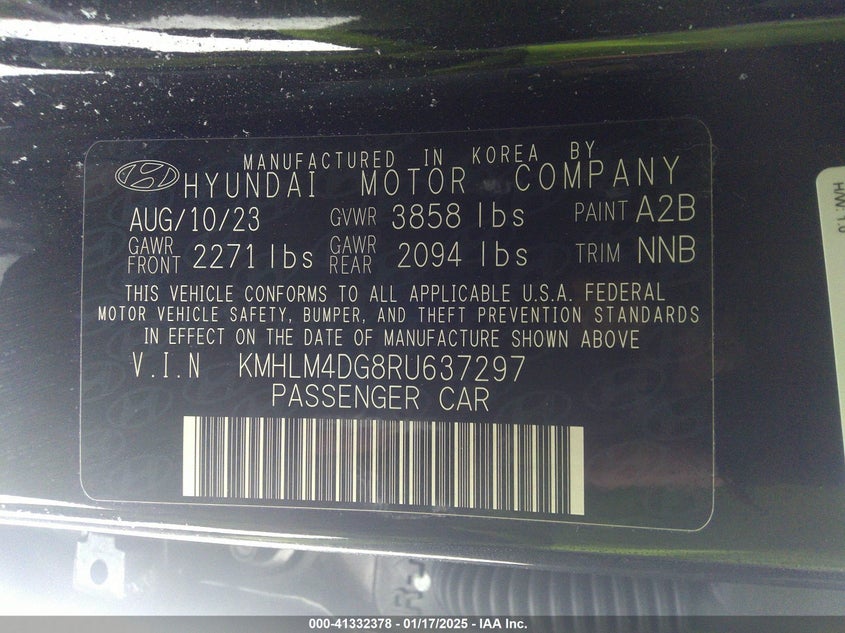 MANUFACTURED IN KOREA BY
HYUNDAI MOTOR COMPANY
AUG/10/23 GVWR 3858 lbs PAINT A2B
GAWR FRONT 2271 lbs GAWR REAR 2094 lbs TRIM NNB
THIS VEHICLE CONFORMS TO ALL APPLICABLE U.S.A. FEDERAL
MOTOR VEHICLE SAFETY, BUMPER, AND THEFT PREVENTION STANDARDS
IN EFFECT ON THE DATE OF MANUFACTURE SHOWN ABOVE
V.I.N KMHLM4DG8RU637297
PASSENGER CAR
H/W: 1.0
R-J
000-41332378 - 01/17/2025 - IAA Inc.